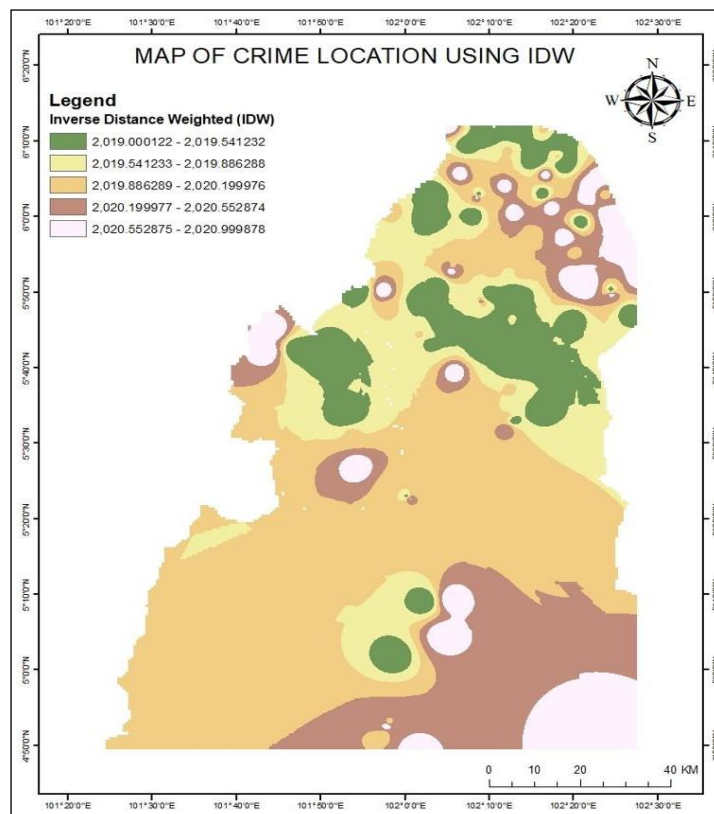 101°20'0"E 101°30'0"E 101°40'0"E 101°50'0"E 102°0'0"E 102°10'0"E 102°20'0"E 102°30'0"E
MAP OF CRIME LOCATION USING IDW
N
W E
S
Legend
Inverse Distance Weighted (IDW)
2,019.000122 - 2,019.541232
2,019.541233 - 2,019.886288
2,019.886289 - 2,020.199976
2,020.199977 - 2,020.552874
2,020.552875 - 2,020.999878
6°20'0"N
6°10'0"N
6°0'0"N
5°50'0"N
5°40'0"N
5°30'0"N
5°20'0"N
5°10'0"N
5°0'0"N
4°50'0"N
0 10 20 40 KM
101°20'0"E 101°30'0"E 101°40'0"E 101°50'0"E 102°0'0"E 102°10'0"E 102°20'0"E 102°30'0"E